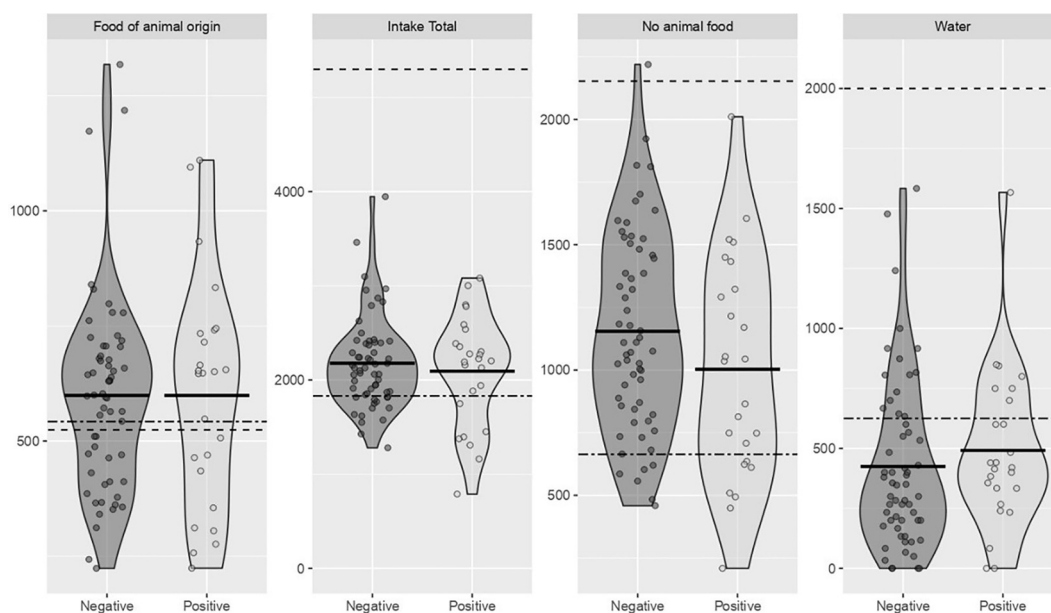 Food of animal origin
Intake Total
No animal food
Water
1000
500
4000
2000
0
2000
1500
1000
500
2000
1500
1000
500
0
Negative Positive
Negative Positive
Negative Positive
Negative Positive